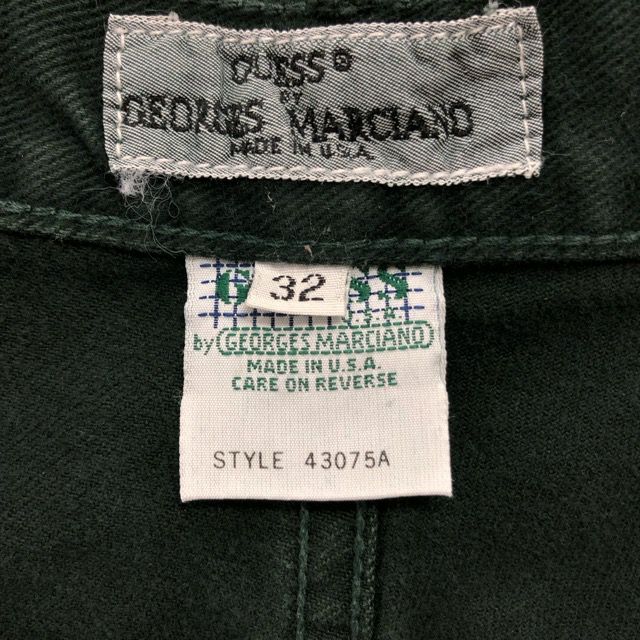 GUESS®
BY
GEORGES MARCIANO
MADE IN U.S.A.
32
by GEORGES MARCIANO
MADE IN U.S.A.
CARE ON REVERSE
STYLE 43075A